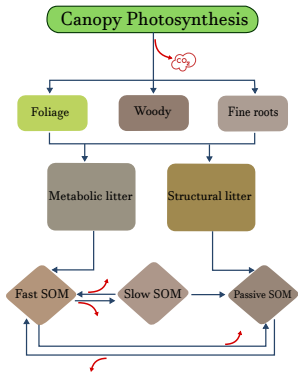 Canopy Photosynthesis
CO₂
Foliage
Woody
Fine roots
Metabolic litter
Structural litter
Fast SOM
Slow SOM
Passive SOM